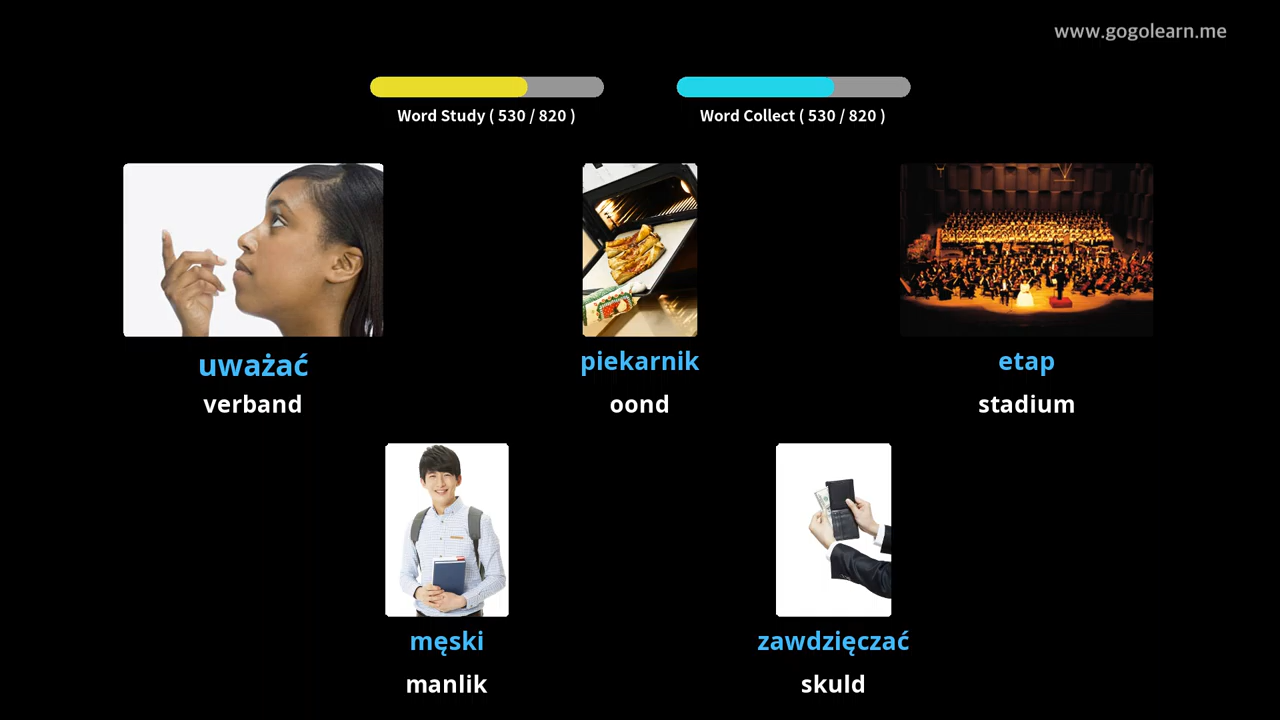 www.gogolearn.me
Word Study ( 530 / 820 )
Word Collect ( 530 / 820 )
uważać
verband
piekarnik
oond
etap
stadium
męski
manlik
zawdzięczać
skuld